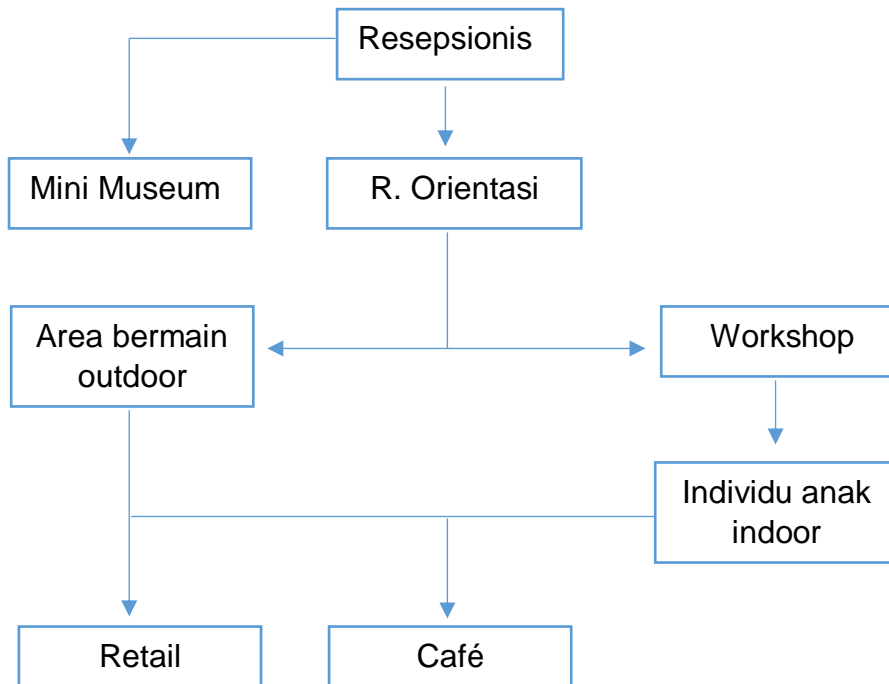 Resepsionis
Mini Museum
R. Orientasi
Area bermain
outdoor
Workshop
Individu anak
indoor
Retail
Café